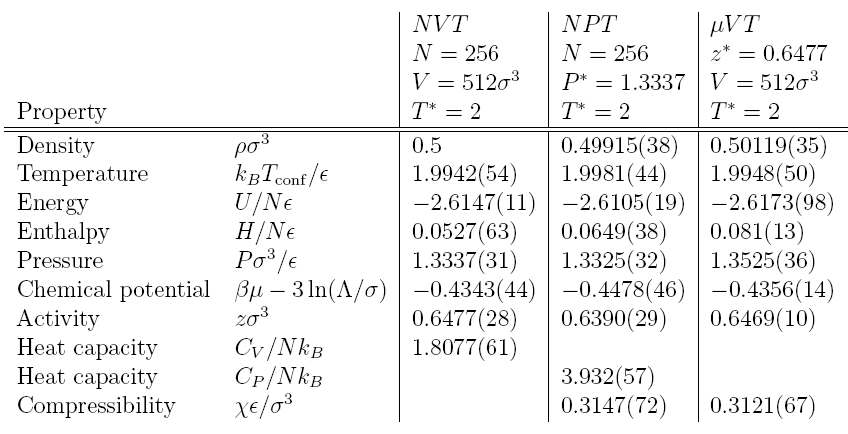 NVT NPT μVT
N = 256 N = 256 z* = 0.6477
V = 512σ³ P* = 1.3337 V = 512σ³
Property T* = 2 T* = 2 T* = 2
Density ρσ³ 0.5 0.49915(38) 0.50119(35)
Temperature k_BT_conf/ϵ 1.9942(54) 1.9981(44) 1.9948(50)
Energy U/Nϵ −2.6147(11) −2.6105(19) −2.6173(98)
Enthalpy H/Nϵ 0.0527(63) 0.0649(38) 0.081(13)
Pressure Pσ³/ϵ 1.3337(31) 1.3325(32) 1.3525(36)
Chemical potential βμ − 3 ln(Λ/σ) −0.4343(44) −0.4478(46) −0.4356(14)
Activity zσ³ 0.6477(28) 0.6390(29) 0.6469(10)
Heat capacity C_V/Nk_B 1.8077(61)
Heat capacity C_P/Nk_B 3.932(57)
Compressibility χϵ/σ³ 0.3147(72) 0.3121(67)